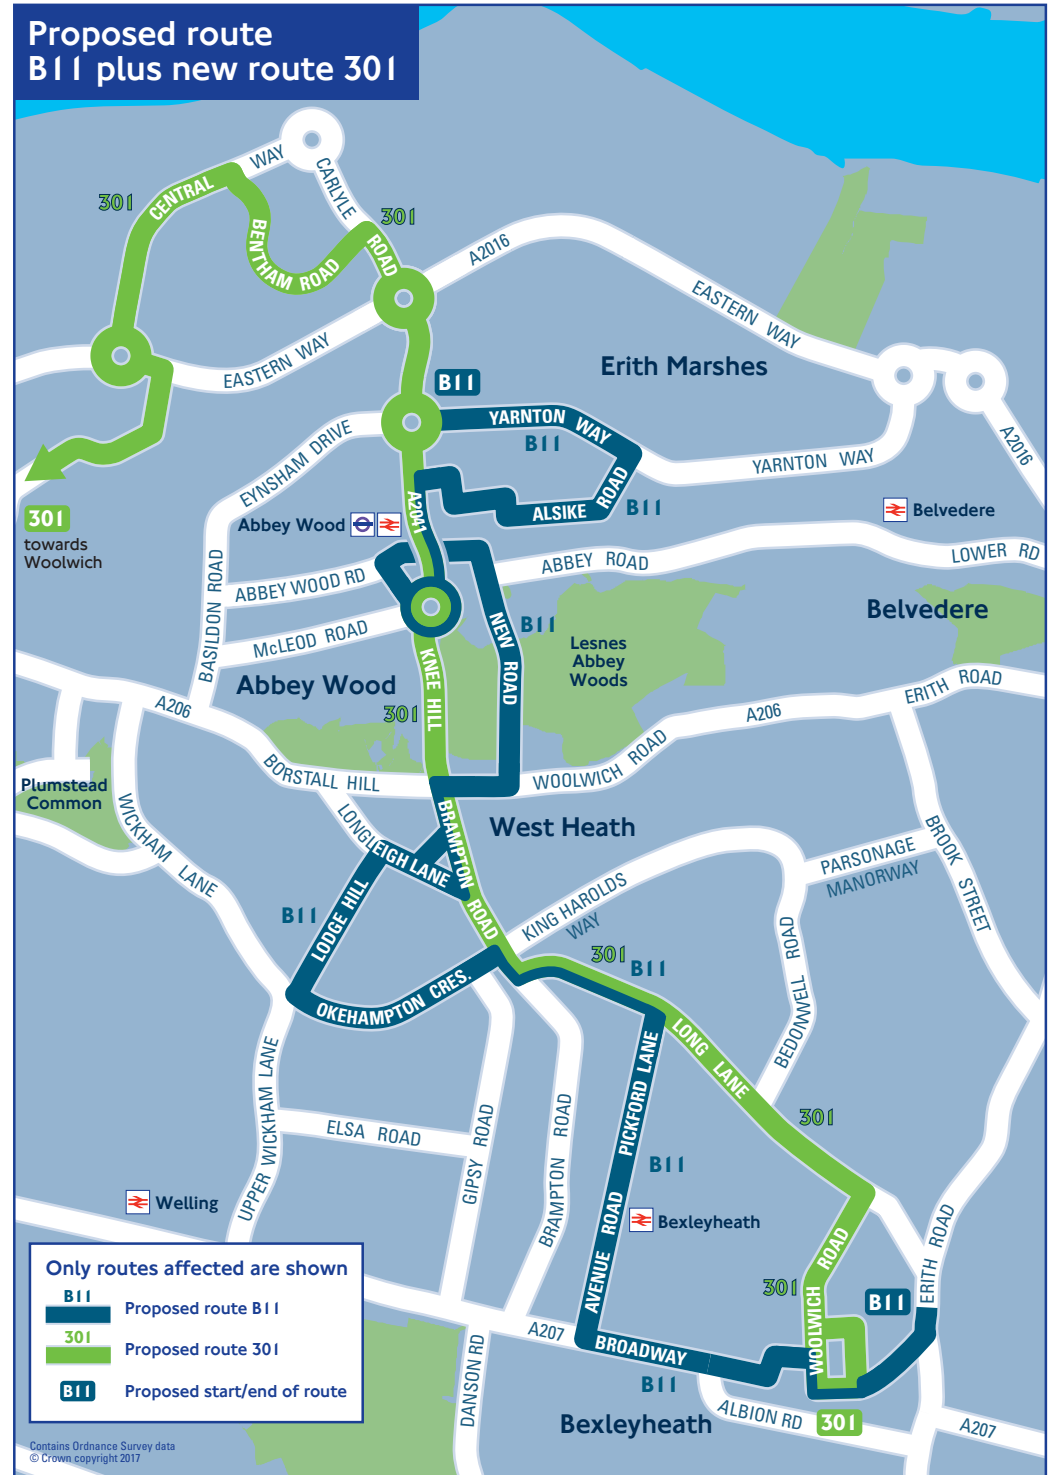 Proposed route
B11 plus new route 301
WAY
CARLYLE
ROAD
CENTRAL
301
301
BENTHAM ROAD
A2016
EASTERN WAY
EASTERN WAY
Erith Marshes
B11
YARNTON WAY
B11
EYNSHAM DRIVE
YARNTON WAY
A2016
A2041
ALSIKE ROAD
B11
301
towards
Woolwich
Abbey Wood
Belvedere
ABBEY ROAD
LOWER RD
ABBEY WOOD RD
BASILDON ROAD
McLEOD ROAD
Belvedere
NEW ROAD
B11
Lesnes
Abbey
Woods
KNEE HILL
Abbey Wood
ERITH ROAD
A206
301
A206
BORSTALL HILL
WOOLWICH ROAD
Plumstead
Common
WICKHAM LANE
LONGLEIGH LANE
BRAMPTON ROAD
West Heath
BROOK STREET
PARSONAGE
MANORWAY
KING HAROLDS
WAY
B11
LODGE HILL
301
B11
BEDONWELL ROAD
OKEHAMPTON CRES.
LONG LANE
PICKFORD LANE
UPPER WICKHAM LANE
ELSA ROAD
GIPSY ROAD
BRAMPTON ROAD
301
B11
Welling
AVENUE ROAD
Bexleyheath
ERITH ROAD
WOOLWICH ROAD
301
B11
A207
BROADWAY
B11
DANSON RD
Bexleyheath
ALBION RD
301
A207
Only routes affected are shown
B11
Proposed route B11
301
Proposed route 301
B11
Proposed start/end of route
Contains Ordnance Survey data
© Crown copyright 2017